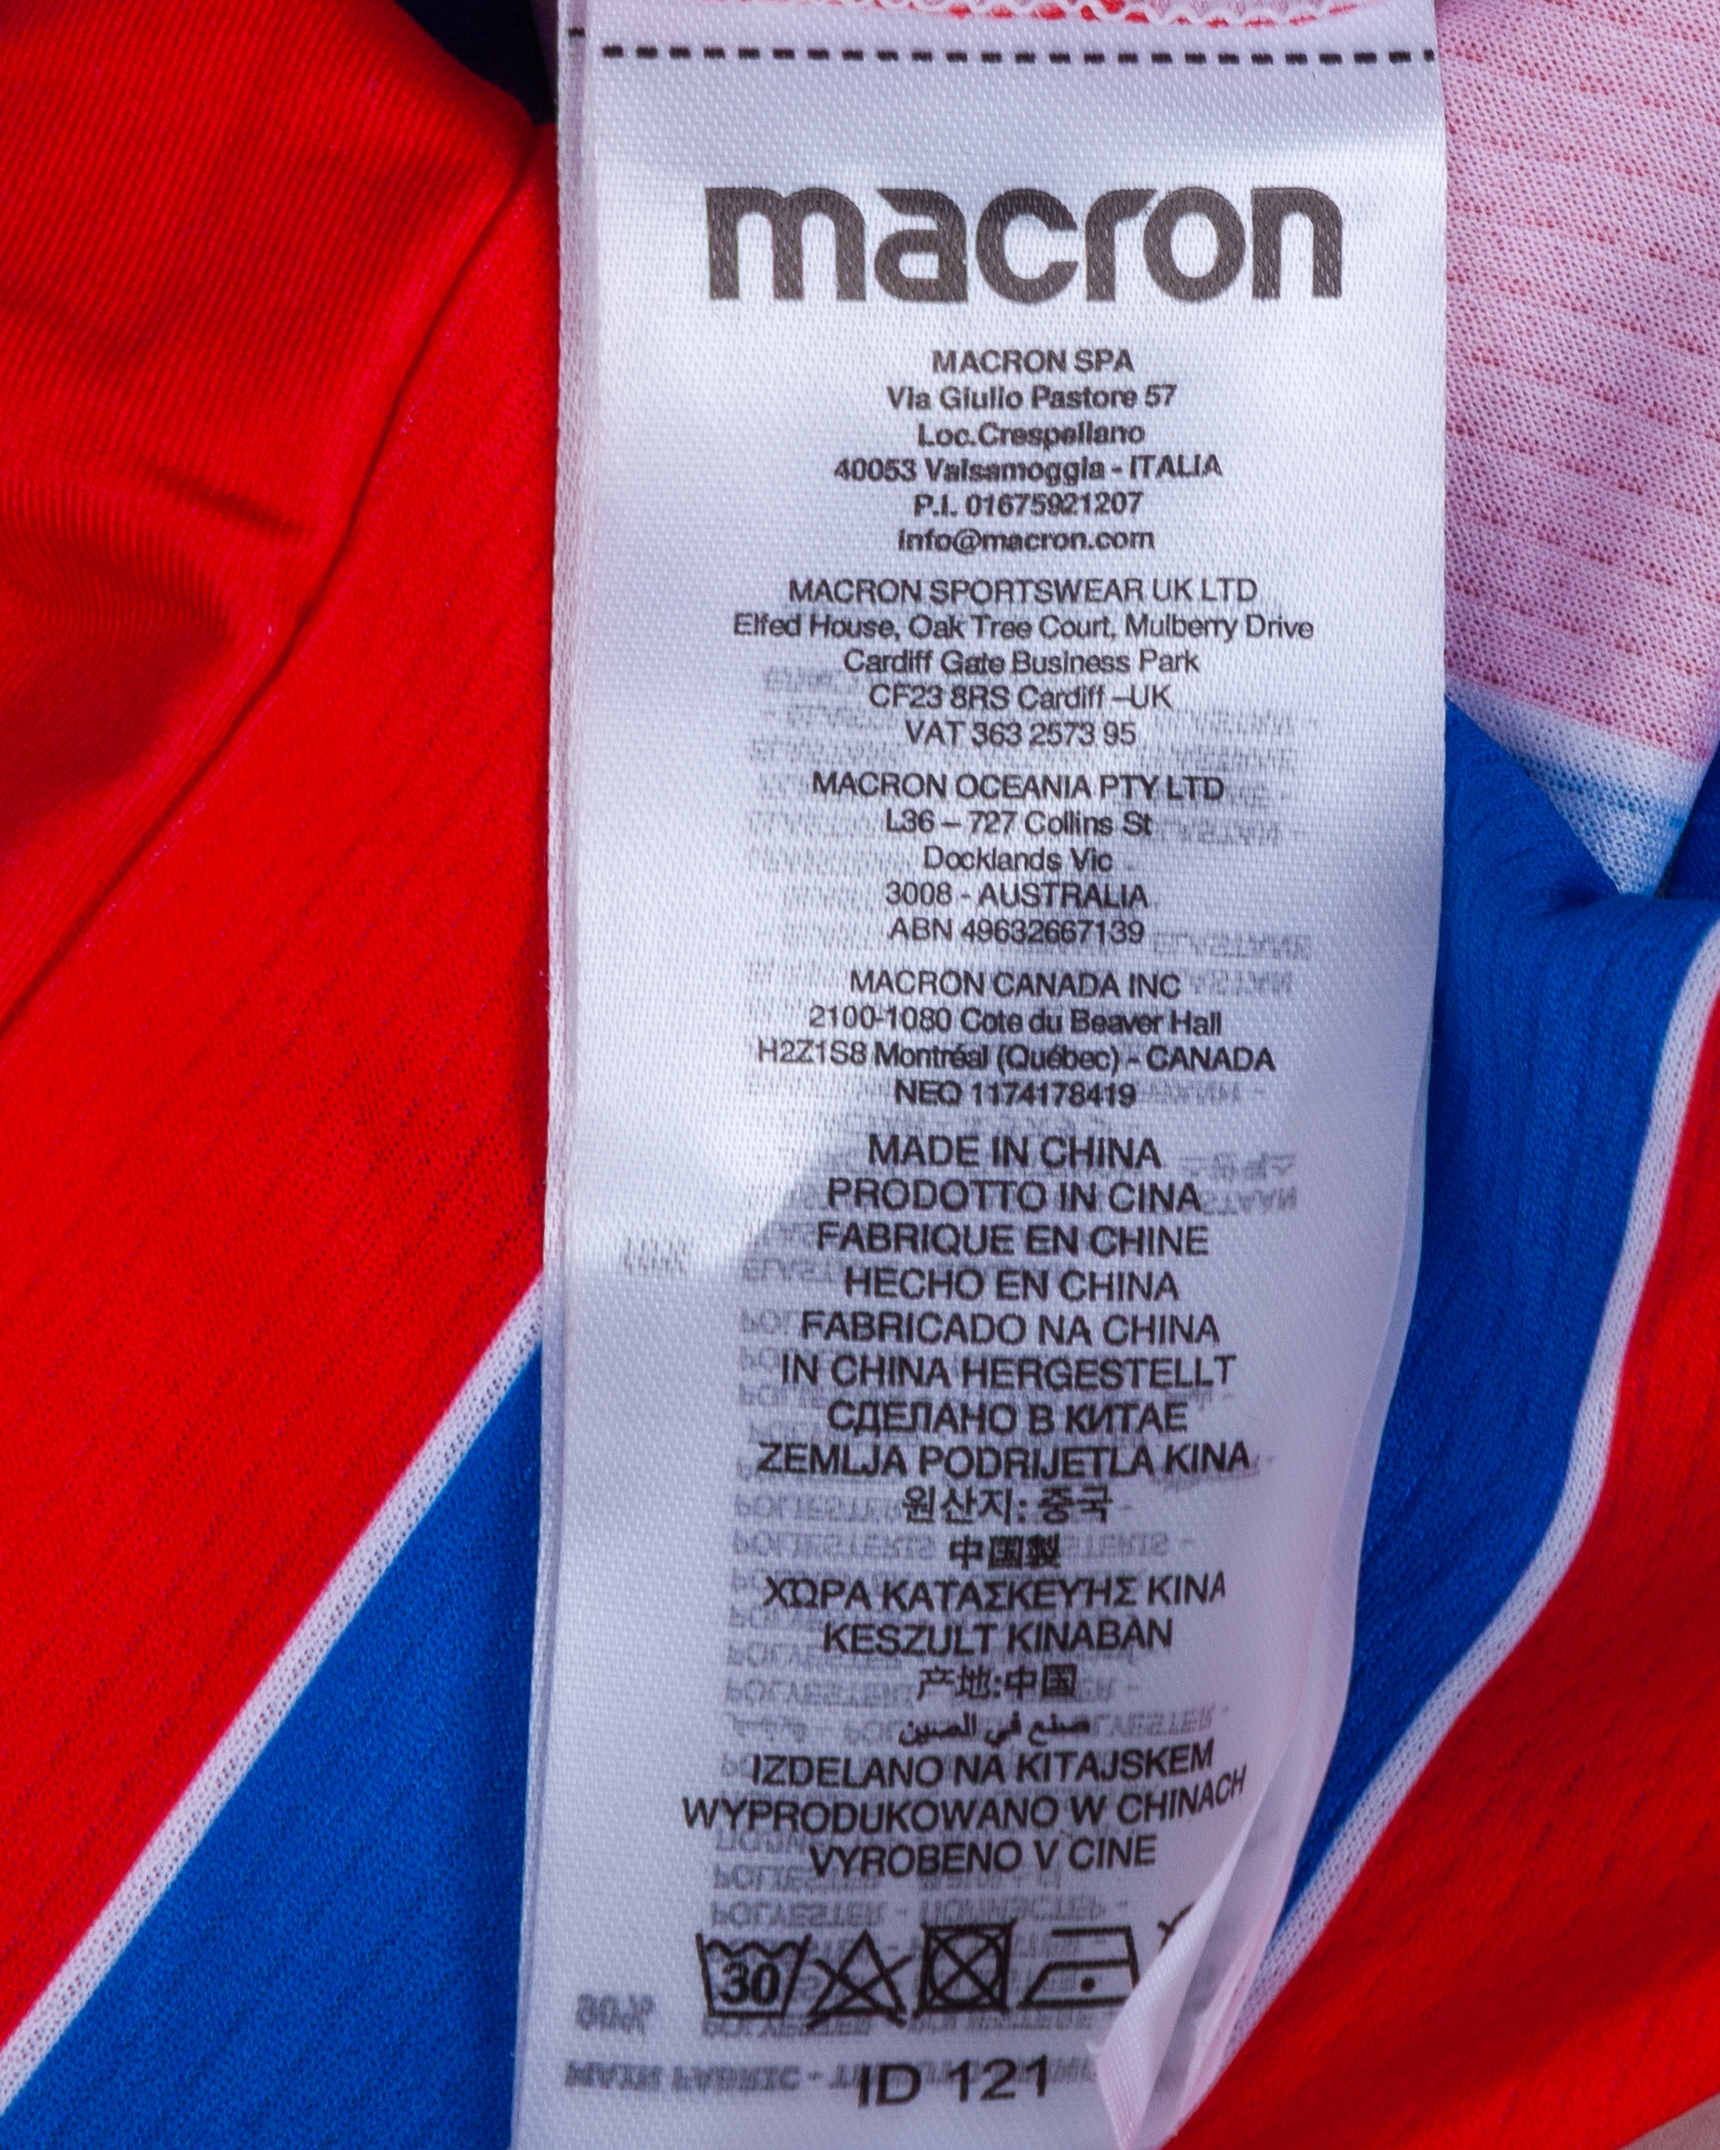 macron
MACRON SPA
Via Giulio Pastore 57
Loc.Crespellano
40053 Valsamoggia - ITALIA
P.I. 01675921207
info@macron.com
MACRON SPORTSWEAR UK LTD
Elfed House, Oak Tree Court, Mulberry Drive
Cardiff Gate Business Park
CF23 8RS Cardiff –UK
VAT 363 2573 95
MACRON OCEANIA PTY LTD
L36 – 727 Collins St
Docklands Vic
3008 - AUSTRALIA
ABN 49632667139
MACRON CANADA INC
2100-1080 Cote du Beaver Hall
H2Z1S8 Montréal (Québec) - CANADA
NEQ 1174178419
MADE IN CHINA
PRODOTTO IN CINA
FABRIQUE EN CHINE
HECHO EN CHINA
FABRICADO NA CHINA
IN CHINA HERGESTELLT
СДЕЛАНО В КИТАЕ
ZEMLJA PODRIJETLA KINA
원산지: 중국
中国製
ΧΩΡΑ ΚΑΤΑΣΚΕΥΉΣ ΚΙΝΑ
KESZULT KINABAN
产地:中国
صنع في الصين
IZDELANO NA KITAJSKEM
WYPRODUKOWANO W CHINACH
VYROBENO V CINE
30
ID 121